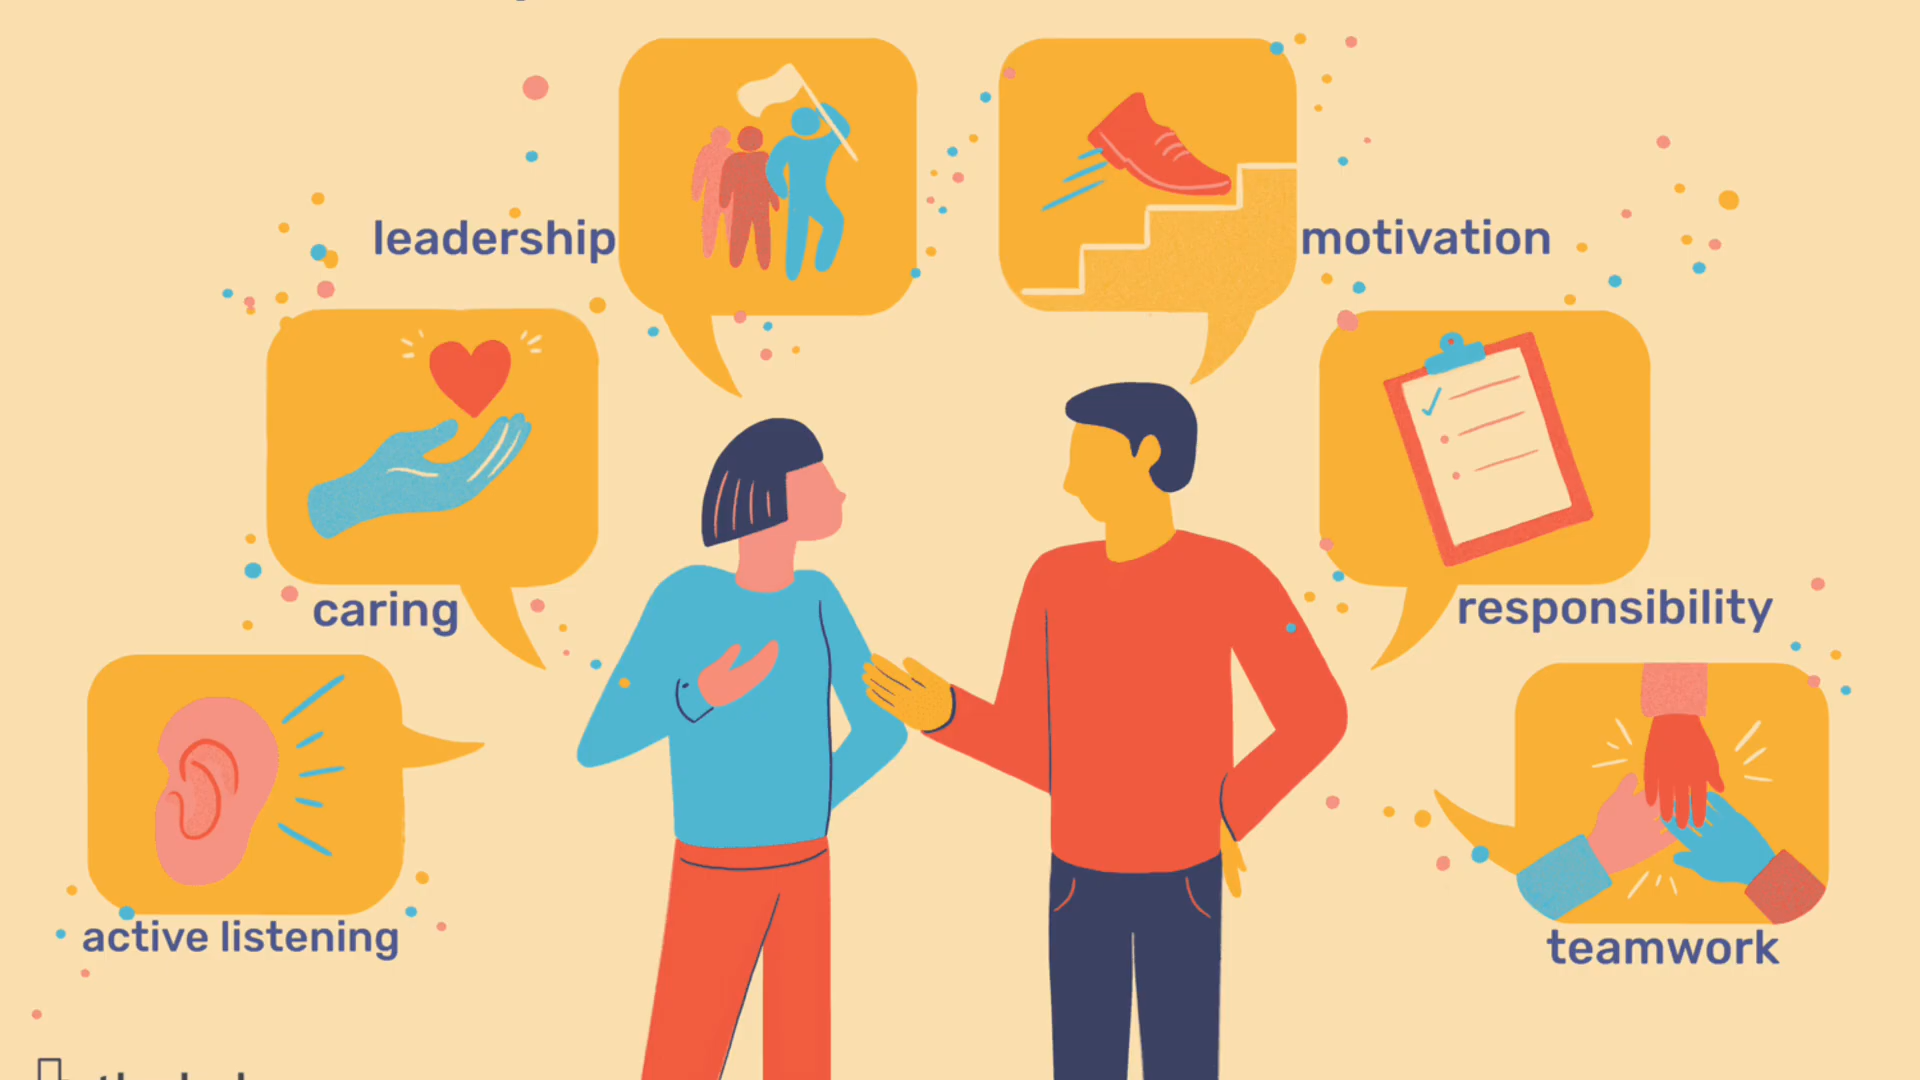 leadership
motivation
caring
responsibility
active listening
teamwork